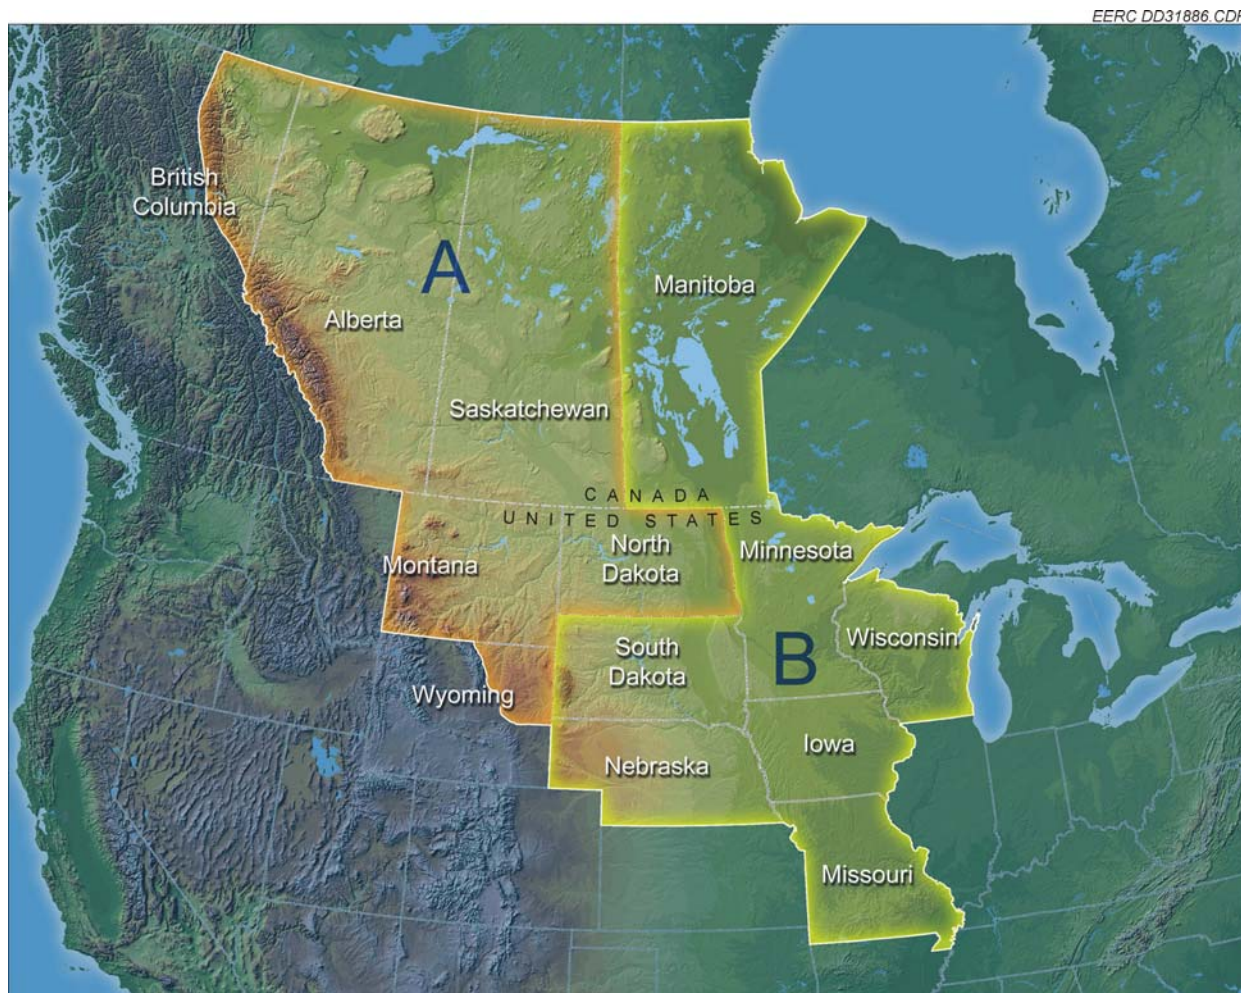 EERC DD31886.CDR
British
Columbia
A
Manitoba
Alberta
Saskatchewan
CANADA
UNITED STATES
North
Dakota
Minnesota
Montana
South
Dakota
B
Wisconsin
Wyoming
Iowa
Nebraska
Missouri